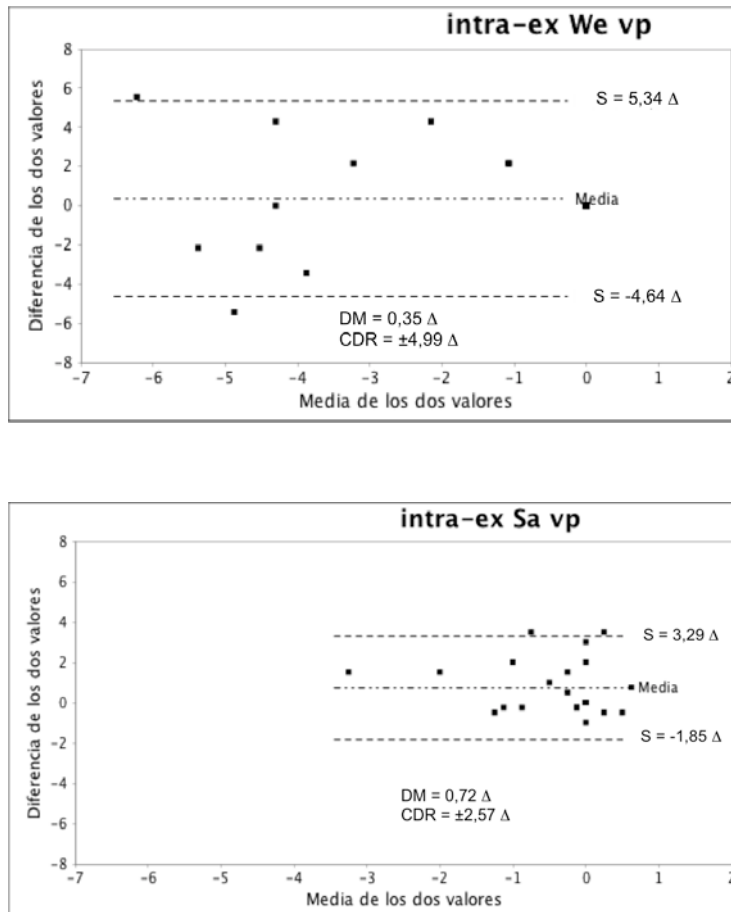 intra-ex We vp
8
6
S = 5,34 Δ
4
2
Media
0
-2
-4
S = -4,64 Δ
DM = 0,35 Δ
-6
CDR = ±4,99 Δ
-8
-7 -6 -5 -4 -3 -2 -1 0 1 2
Media de los dos valores
Diferencia de los dos valores
intra-ex Sa vp
8
6
4
S = 3,29 Δ
2
Media
0
S = -1,85 Δ
-2
-4
DM = 0,72 Δ
CDR = ±2,57 Δ
-6
-8
-7 -6 -5 -4 -3 -2 -1 0 1 2
Media de los dos valores
Diferencia de los dos valores